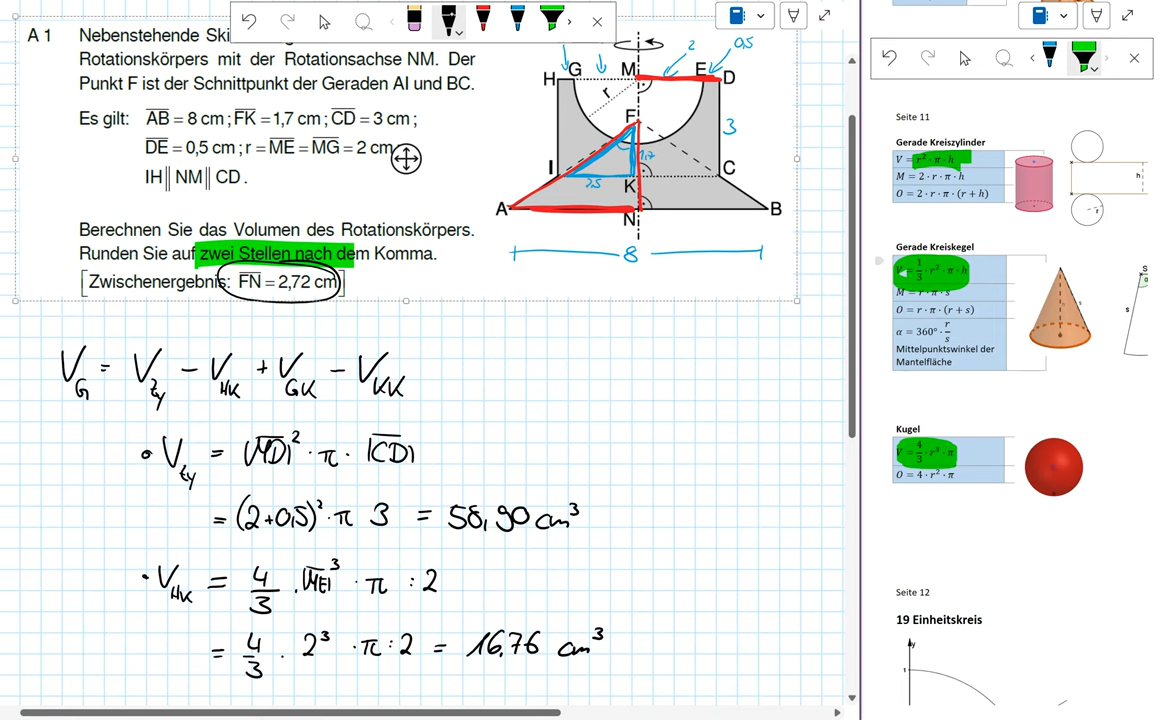 A 1 Nebenstehende Ski
Rotationskörpers mit der Rotationsachse NM. Der
Punkt F ist der Schnittpunkt der Geraden AI und BC.
Es gilt: AB = 8 cm ; FK = 1,7 cm ; CD = 3 cm ;
DE = 0,5 cm ; r = ME = MG = 2 cm
IH || NM || CD .
Berechnen Sie das Volumen des Rotationskörpers.
Runden Sie auf zwei Stellen nach dem Komma.
[Zwischenergebnis: FN = 2,72 cm]
2
0,5
H G M E D
r
F
3
1,7
I K C
2,5
A N B
8
V_G = V_Zy - V_HK + V_GK - V_KK
• V_Zy = |MD|² · π · |CD|
= (2+0,5)² · π 3 = 58,90 cm³
• V_HK = 4/3 · |ME|³ · π : 2
= 4/3 · 2³ · π : 2 = 16,76 cm³
Seite 11
Gerade Kreiszylinder
V = r² · π · h
M = 2 · r · π · h
O = 2 · r · π · (r + h)
h
r
Gerade Kreiskegel
V = 1/3 · r² · π · h
M = r · π · s
O = r · π · (r + s)
α = 360° · r/s
Mittelpunktswinkel der
Mantelfläche
s
S
α
s
Kugel
V = 4/3 · r³ · π
O = 4 · r² · π
Seite 12
19 Einheitskreis
y
1